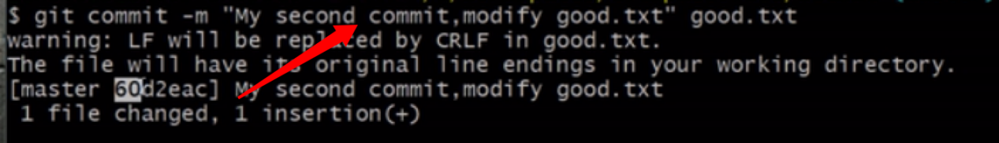 $ git commit -m "My second commit,modify good.txt" good.txt
warning: LF will be replaced by CRLF in good.txt.
The file will have its original line endings in your working directory.
[master 60d2eac] My second commit,modify good.txt
1 file changed, 1 insertion(+)